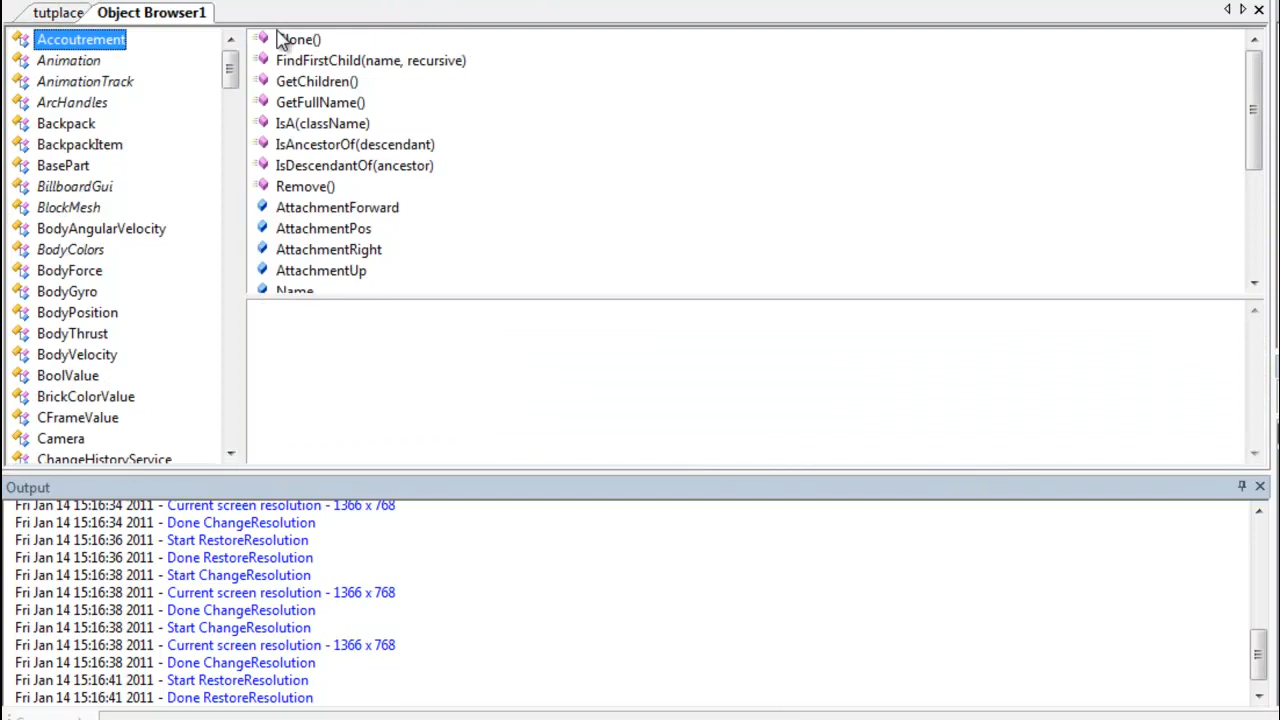 tutplace
Object Browser1
Accoutrement
Animation
AnimationTrack
ArcHandles
Backpack
BackpackItem
BasePart
BillboardGui
BlockMesh
BodyAngularVelocity
BodyColors
BodyForce
BodyGyro
BodyPosition
BodyThrust
BodyVelocity
BoolValue
BrickColorValue
CFrameValue
Camera
ChangeHistoryService
FindFirstChild(name, recursive)
GetChildren()
GetFullName()
IsA(className)
IsAncestorOf(descendant)
IsDescendantOf(ancestor)
Remove()
AttachmentForward
AttachmentPos
AttachmentRight
AttachmentUp
Name
Output
Fri Jan 14 15:16:34 2011 - Current screen resolution - 1366 x 768
Fri Jan 14 15:16:34 2011 - Done ChangeResolution
Fri Jan 14 15:16:36 2011 - Start RestoreResolution
Fri Jan 14 15:16:36 2011 - Done RestoreResolution
Fri Jan 14 15:16:38 2011 - Start ChangeResolution
Fri Jan 14 15:16:38 2011 - Current screen resolution - 1366 x 768
Fri Jan 14 15:16:38 2011 - Done ChangeResolution
Fri Jan 14 15:16:38 2011 - Start ChangeResolution
Fri Jan 14 15:16:38 2011 - Current screen resolution - 1366 x 768
Fri Jan 14 15:16:38 2011 - Done ChangeResolution
Fri Jan 14 15:16:41 2011 - Start RestoreResolution
Fri Jan 14 15:16:41 2011 - Done RestoreResolution